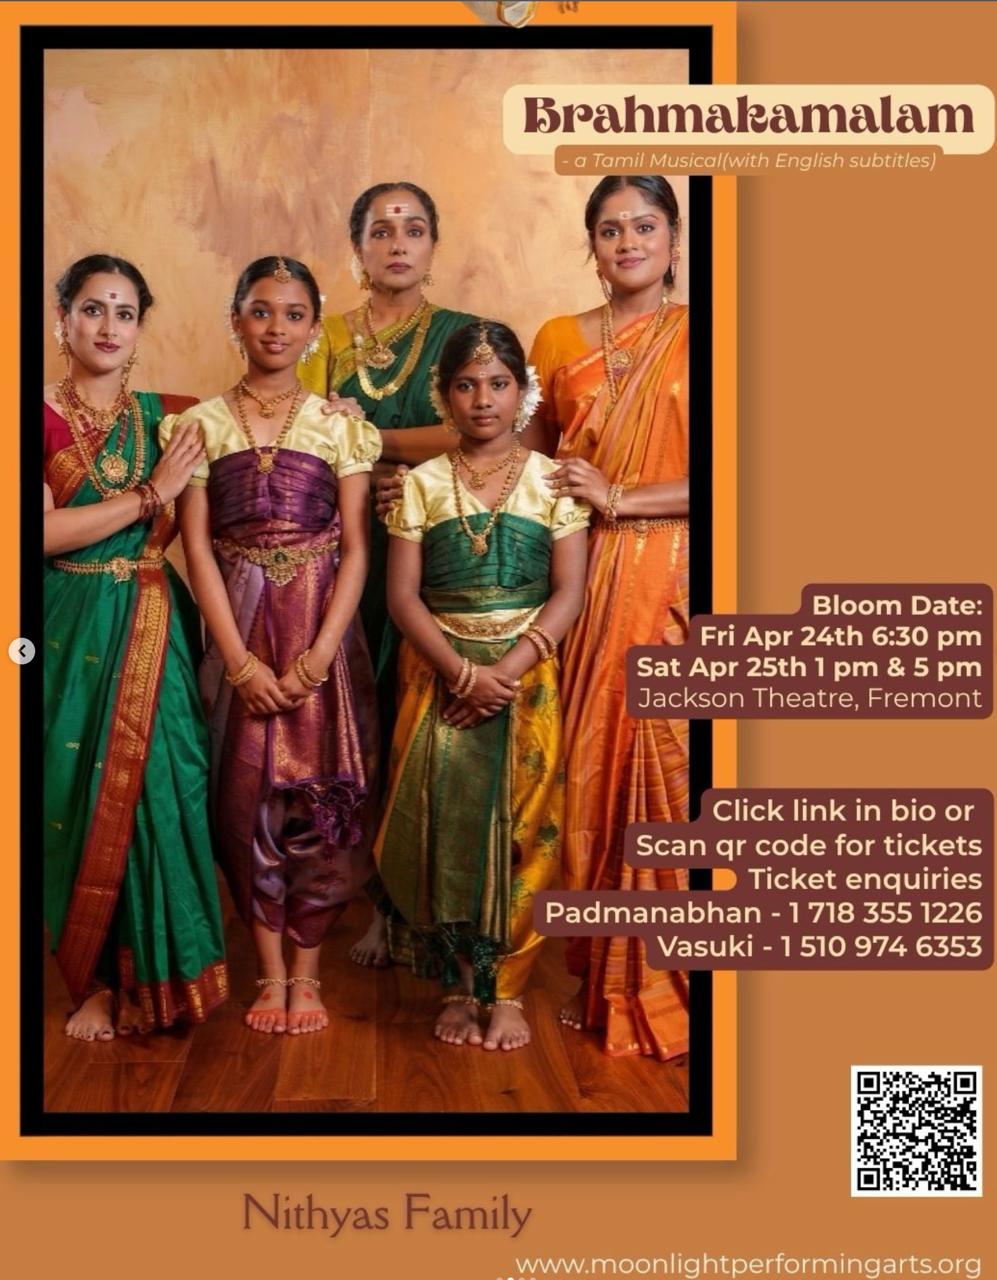 Brahmakamalam
- a Tamil Musical(with English subtitles)
Bloom Date:
Fri Apr 24th 6:30 pm
Sat Apr 25th 1 pm & 5 pm
Jackson Theatre, Fremont
Click link in bio or
Scan qr code for tickets
Ticket enquiries
Padmanabhan - 1 718 355 1226
Vasuki - 1 510 974 6353
Nithyas Family
www.moonlightperformingarts.org